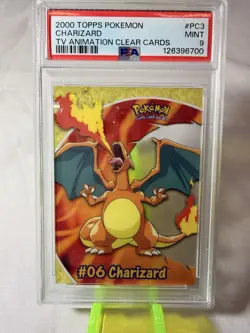 2000 TOPPS POKEMON #PC3
CHARIZARD MINT
TV ANIMATION CLEAR CARDS 9
PSA 126396700
POKéMON
#06 Charizard